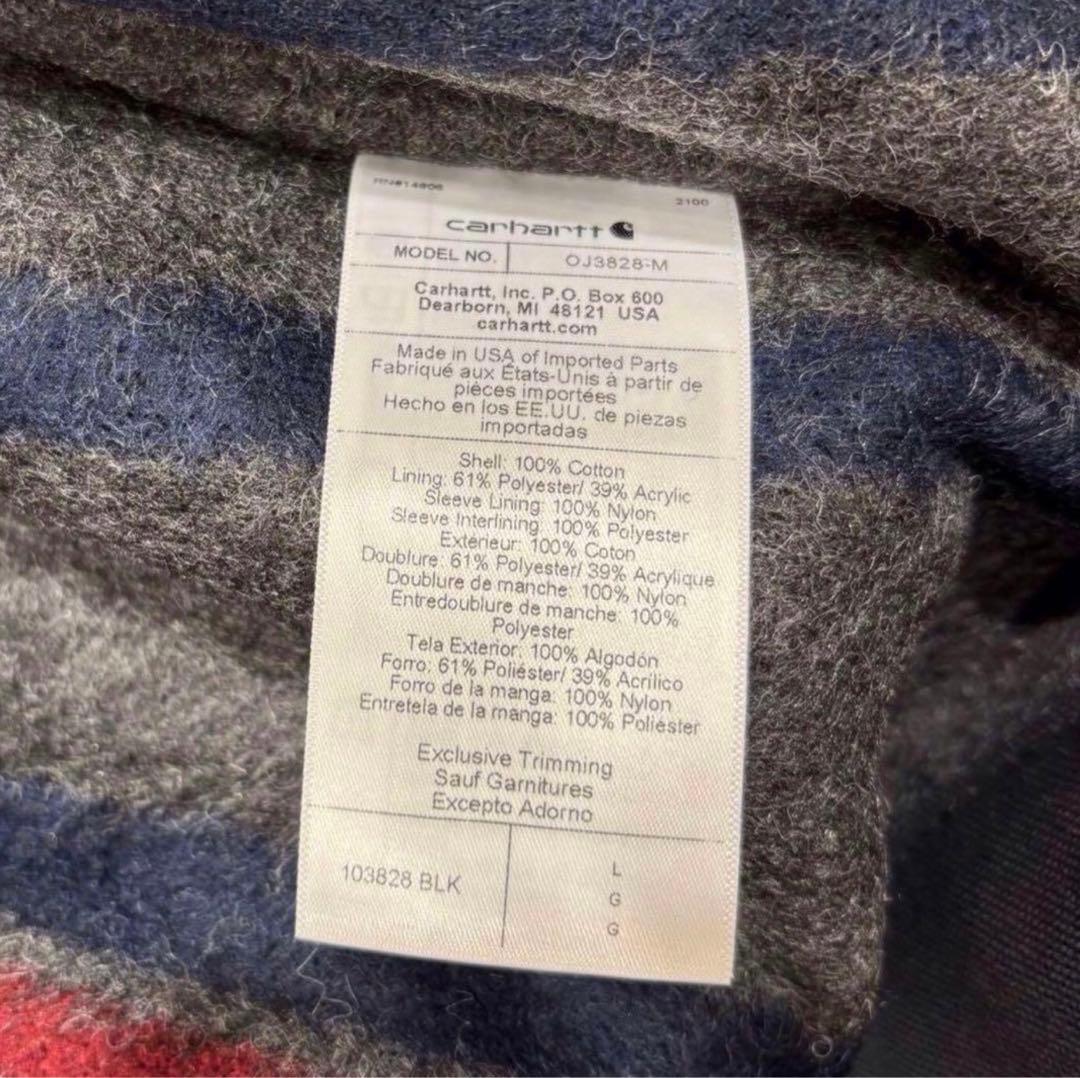 RN#14806
2100
carhartt
MODEL NO. OJ3828-M
Carhartt, Inc. P.O. Box 600
Dearborn, MI 48121 USA
carhartt.com
Made in USA of Imported Parts
Fabriqué aux États-Unis à partir de
pièces importées
Hecho en los EE.UU. de piezas
importadas
Shell: 100% Cotton
Lining: 61% Polyester/ 39% Acrylic
Sleeve Lining: 100% Nylon
Sleeve Interlining: 100% Polyester
Exterieur: 100% Coton
Doublure: 61% Polyester/ 39% Acrylique
Doublure de manche: 100% Nylon
Entredoublure de manche: 100%
Polyester
Tela Exterior: 100% Algodón
Forro: 61% Poliéster/ 39% Acrilico
Forro de la manga: 100% Nylon
Entretela de la manga: 100% Poliester
Exclusive Trimming
Sauf Garnitures
Excepto Adorno
103828 BLK
L
G
G